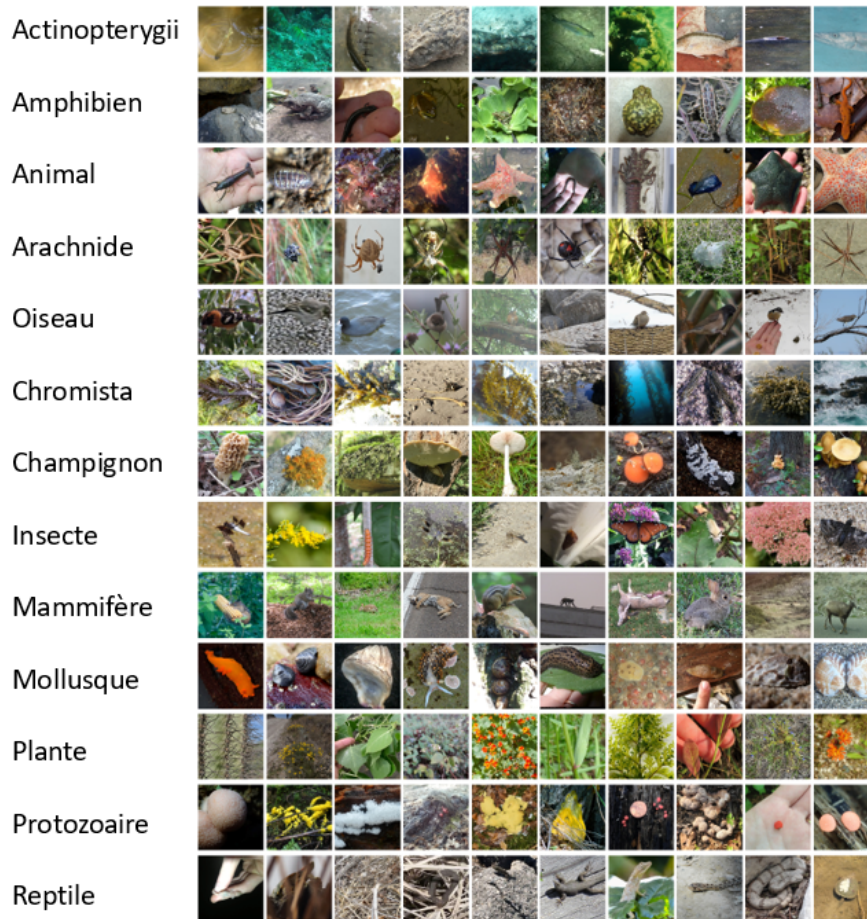 Actinopterygii
Amphibien
Animal
Arachnide
Oiseau
Chromista
Champignon
Insecte
Mammifère
Mollusque
Plante
Protozoaire
Reptile